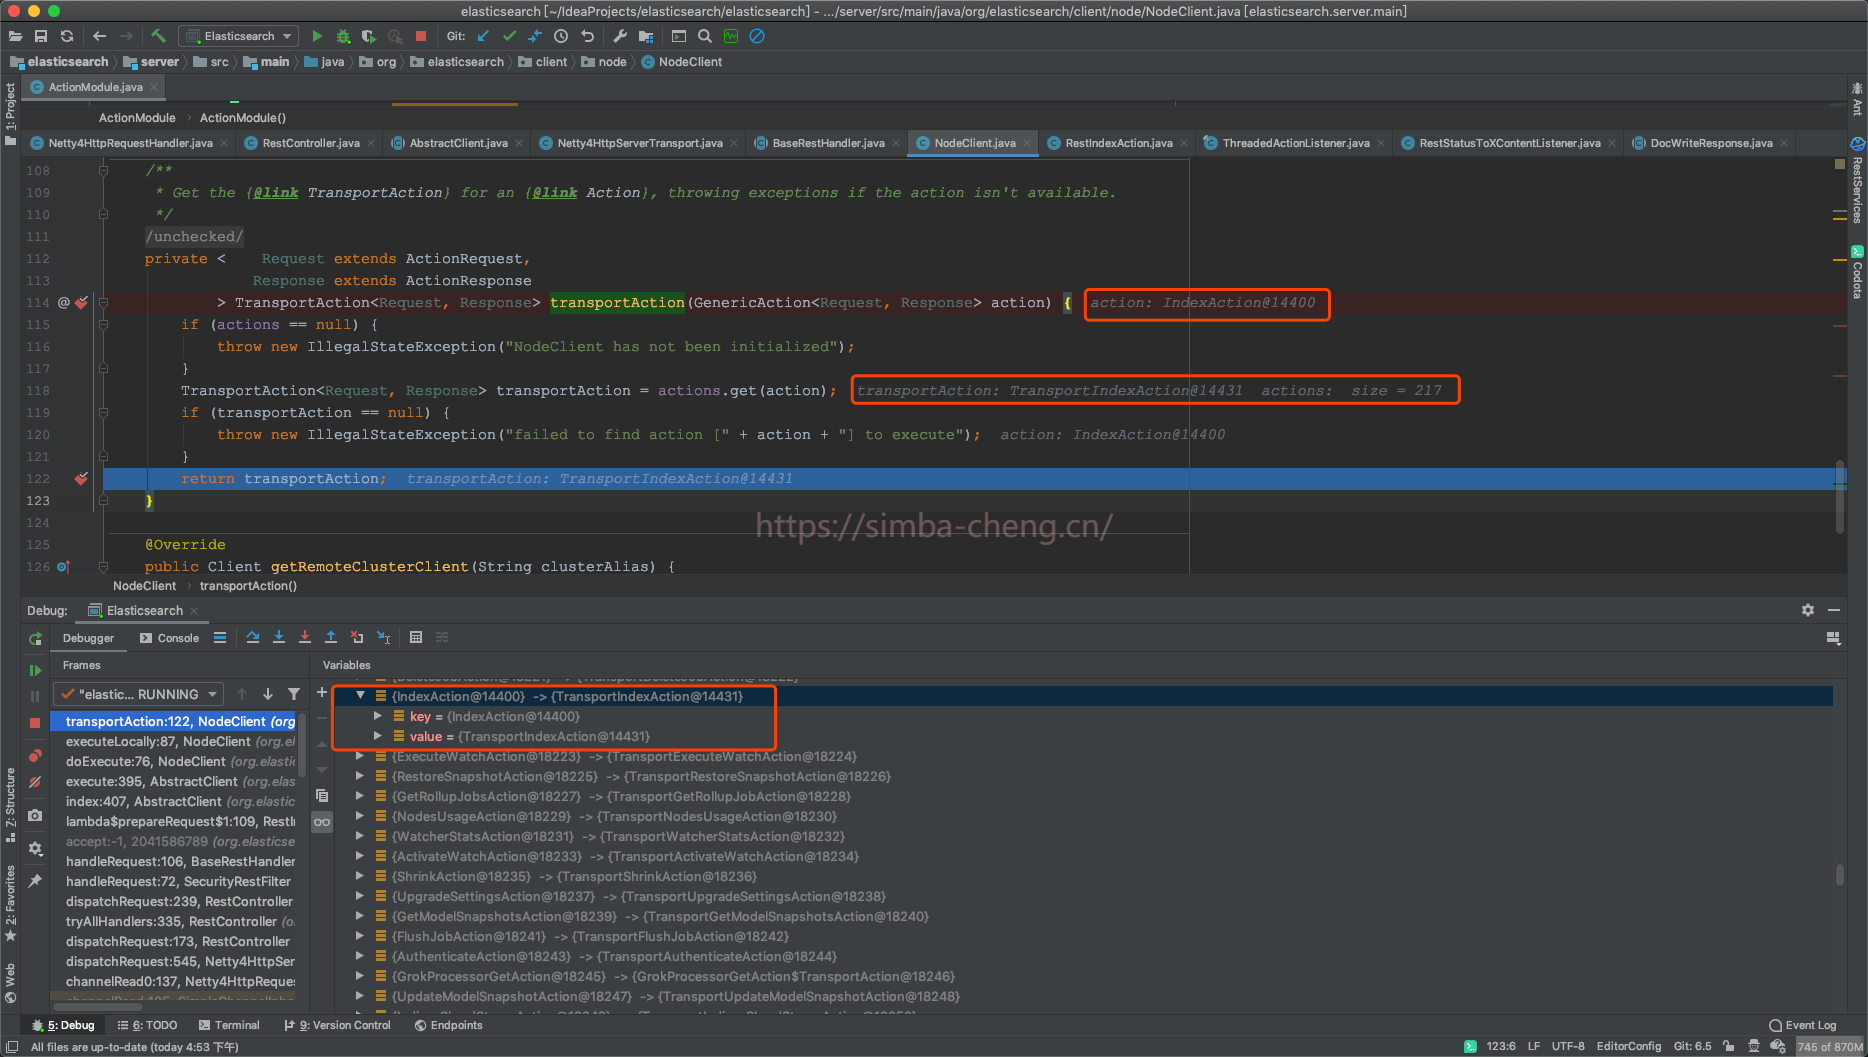 elasticsearch [~/IdeaProjects/elasticsearch/elasticsearch] - .../server/src/main/java/org/elasticsearch/client/node/NodeClient.java [elasticsearch.server.main]
Elasticsearch
Git:
elasticsearch
server
src
main
java
org
elasticsearch
client
node
NodeClient
ActionModule.java
ActionModule
ActionModule()
Netty4HttpRequestHandler.java
RestController.java
AbstractClient.java
Netty4HttpServerTransport.java
BaseRestHandler.java
NodeClient.java
RestIndexAction.java
ThreadedActionListener.java
RestStatusToXContentListener.java
DocWriteResponse.java
1: Project
7: Structure
2: Favorites
Web
Ant
RestServices
Codota
108 /**
109 * Get the {@link TransportAction} for an {@link Action}, throwing exceptions if the action isn't available.
110 */
111 /unchecked/
112 private < Request extends ActionRequest,
113 Response extends ActionResponse
114 @ > TransportAction<Request, Response> transportAction(GenericAction<Request, Response> action) { action: IndexAction@14400
115 if (actions == null) {
116 throw new IllegalStateException("NodeClient has not been initialized");
117 }
118 TransportAction<Request, Response> transportAction = actions.get(action); transportAction: TransportIndexAction@14431 actions: size = 217
119 if (transportAction == null) {
120 throw new IllegalStateException("failed to find action [" + action + "] to execute"); action: IndexAction@14400
121 }
122 return transportAction; transportAction: TransportIndexAction@14431
123 }
124
https://simba-cheng.cn/
125 @Override
126 public Client getRemoteClusterClient(String clusterAlias) {
NodeClient
transportAction()
Debug:
Elasticsearch
Debugger
Console
Frames
Variables
"elastic... RUNNING
transportAction:122, NodeClient (org
executeLocally:87, NodeClient (org.el
doExecute:76, NodeClient (org.elastic
execute:395, AbstractClient (org.elas
index:407, AbstractClient (org.elastic
lambda$prepareRequest$1:109, RestI
accept:-1, 2041586789 (org.elasticse
handleRequest:106, BaseRestHandler
handleRequest:72, SecurityRestFilter
dispatchRequest:239, RestController
tryAllHandlers:335, RestController (o
dispatchRequest:173, RestController
dispatchRequest:545, Netty4HttpSer
channelRead0:137, Netty4HttpReques
{IndexAction@14400} -> {TransportIndexAction@14431}
key = {IndexAction@14400}
value = {TransportIndexAction@14431}
{ExecuteWatchAction@18223} -> {TransportExecuteWatchAction@18224}
{RestoreSnapshotAction@18225} -> {TransportRestoreSnapshotAction@18226}
{GetRollupJobsAction@18227} -> {TransportGetRollupJobAction@18228}
{NodesUsageAction@18229} -> {TransportNodesUsageAction@18230}
{WatcherStatsAction@18231} -> {TransportWatcherStatsAction@18232}
{ActivateWatchAction@18233} -> {TransportActivateWatchAction@18234}
{ShrinkAction@18235} -> {TransportShrinkAction@18236}
{UpgradeSettingsAction@18237} -> {TransportUpgradeSettingsAction@18238}
{GetModelSnapshotsAction@18239} -> {TransportGetModelSnapshotsAction@18240}
{FlushJobAction@18241} -> {TransportFlushJobAction@18242}
{AuthenticateAction@18243} -> {TransportAuthenticateAction@18244}
{GrokProcessorGetAction@18245} -> {GrokProcessorGetAction$TransportAction@18246}
{UpdateModelSnapshotAction@18247} -> {TransportUpdateModelSnapshotAction@18248}
5: Debug
6: TODO
Terminal
9: Version Control
Endpoints
Event Log
All files are up-to-date (today 4:53 下午)
123:6
LF
UTF-8
EditorConfig
Git: 6.5
745 of 870M